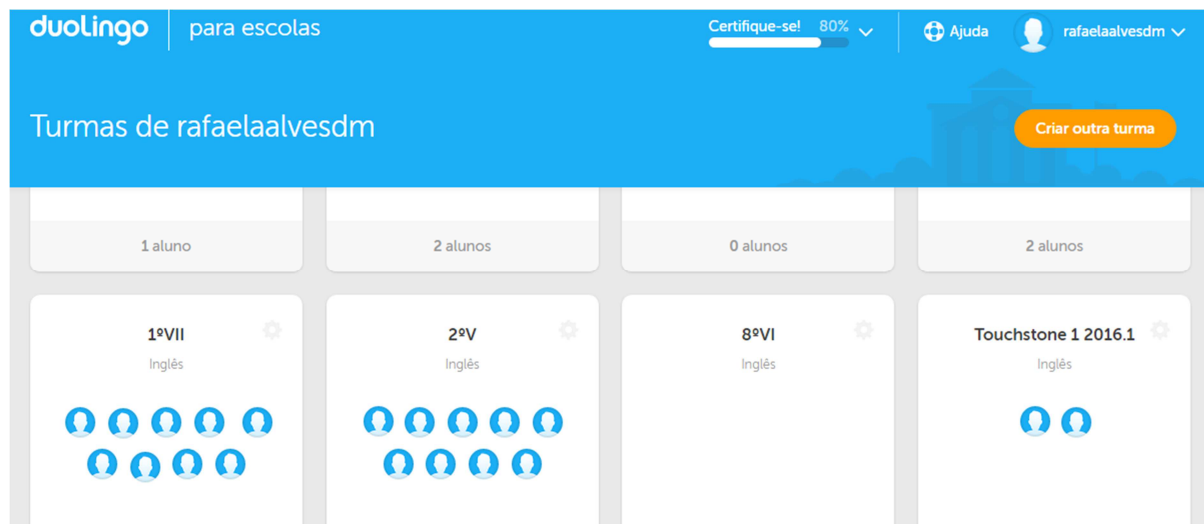 duolingo para escolas
Certifique-se! 80%
Ajuda
rafaelaalvesdm
Turmas de rafaelaalvesdm
Criar outra turma
1 aluno
2 alunos
0 alunos
2 alunos
1ºVII
Inglês
2ºV
Inglês
8ºVI
Inglês
Touchstone 1 2016.1
Inglês